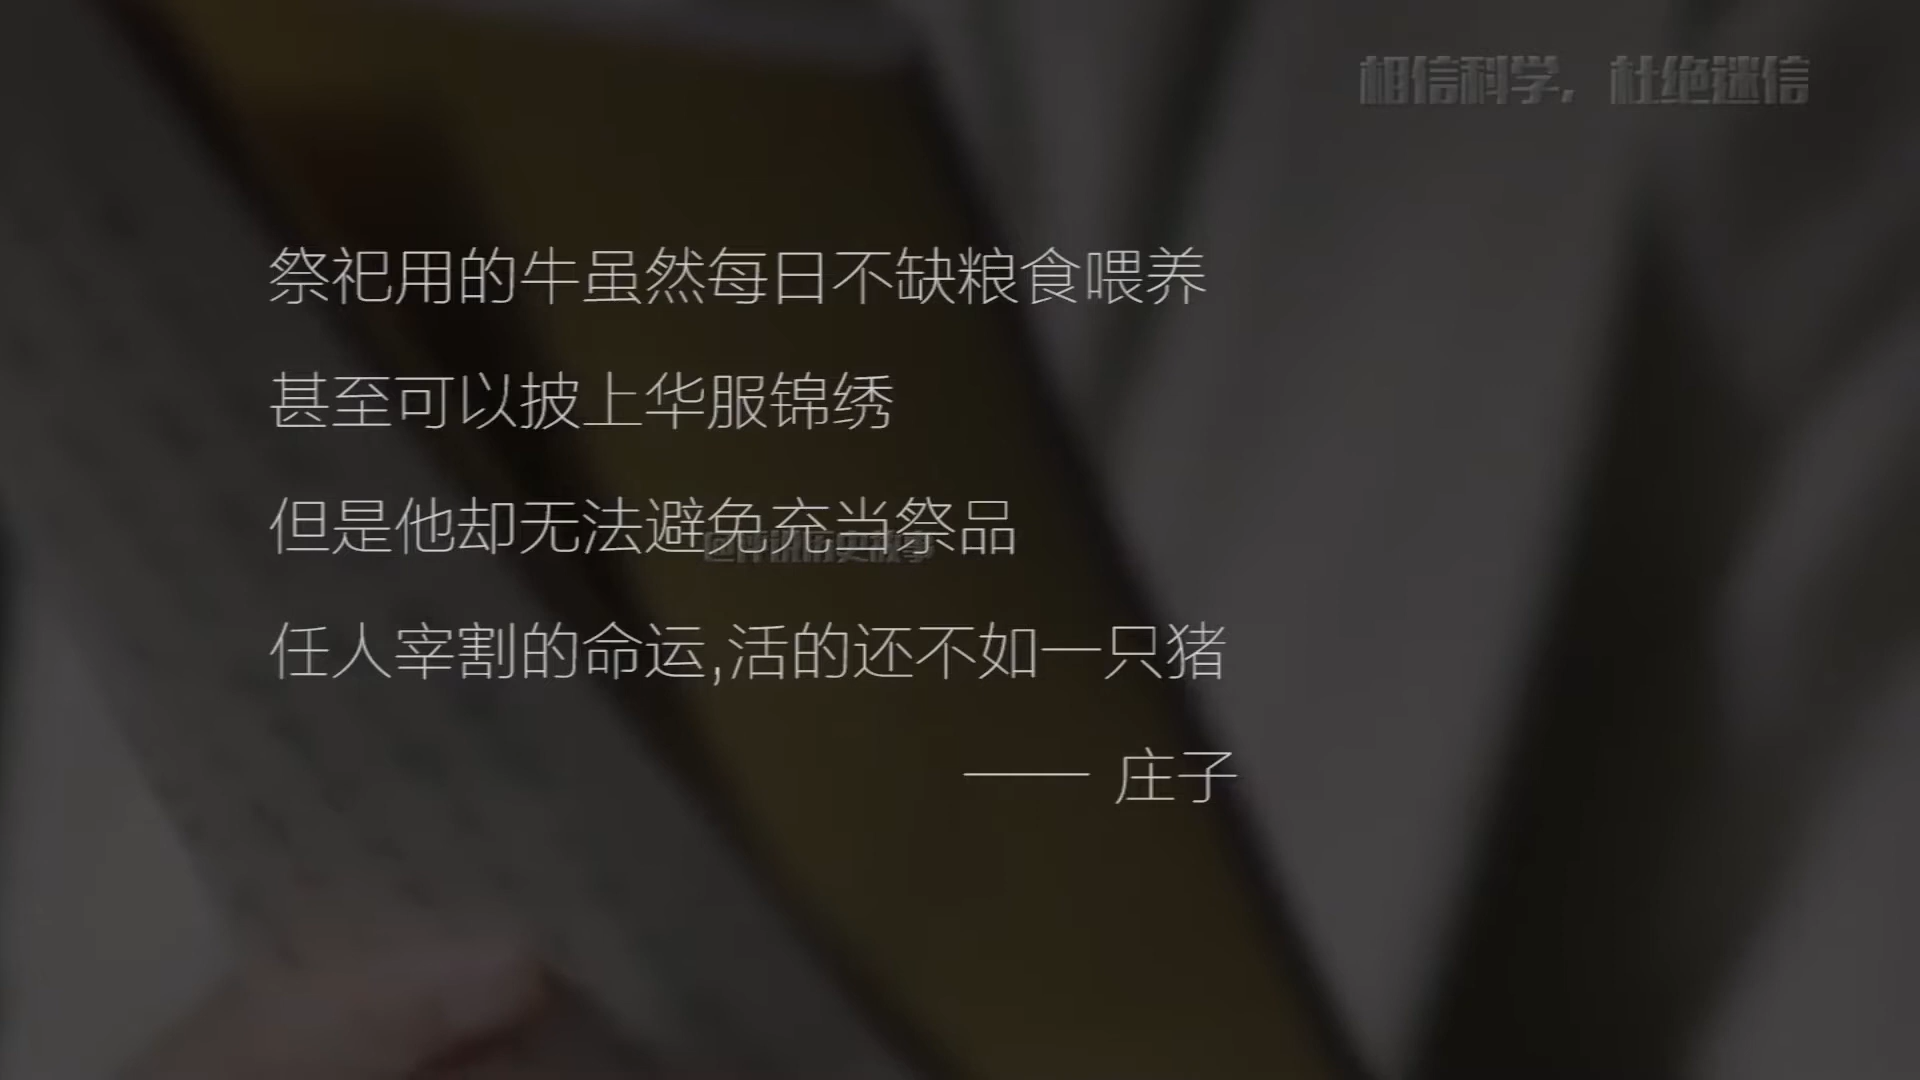 相信科学，杜绝迷信
祭祀用的牛虽然每日不缺粮食喂养
甚至可以披上华服锦绣
但是他却无法避免充当祭品
任人宰割的命运,活的还不如一只猪
—— 庄子